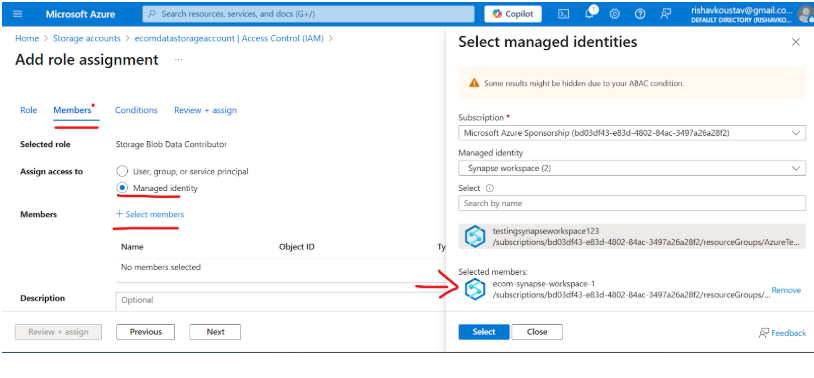 Microsoft Azure
Search resources, services, and docs (G+/)
Copilot
1
rishavkoustav@gmail.co...
DEFAULT DIRECTORY (RISHAVKO...
Home > Storage accounts > ecomdatastorageaccount | Access Control (IAM) >
Add role assignment ...
Role Members Conditions Review + assign
Selected role Storage Blob Data Contributor
Assign access to User, group, or service principal
Managed identity
Members + Select members
Name Object ID Ty
No members selected
Description Optional
Review + assign Previous Next
Select managed identities
Some results might be hidden due to your ABAC condition.
Subscription *
Microsoft Azure Sponsorship (bd03df43-e83d-4802-84ac-3497a26a28f2)
Managed identity
Synapse workspace (2)
Select
Search by name
testingsynapseworkspace123
/subscriptions/bd03df43-e83d-4802-84ac-3497a26a28f2/resourceGroups/AzureTe...
Selected members:
ecom-synapse-workspace-1
/subscriptions/bd03df43-e83d-4802-84ac-3497a26a28f2/resourceGroups/...
Remove
Select Close
Feedback